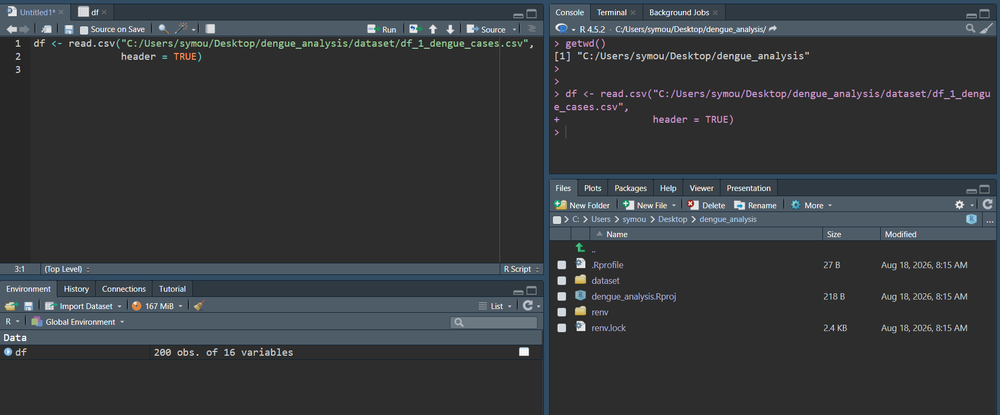 Untitled1*
df
Source on Save
Run
Source
1 df <- read.csv("C:/Users/symou/Desktop/dengue_analysis/dataset/df_1_dengue_cases.csv",
2 header = TRUE)
3
3:1
(Top Level)
R Script
Environment
History
Connections
Tutorial
Import Dataset
167 MiB
List
R
Global Environment
Data
df
200 obs. of 16 variables
Console
Terminal
Background Jobs
R 4.5.2 · C:/Users/symou/Desktop/dengue_analysis/
> getwd()
[1] "C:/Users/symou/Desktop/dengue_analysis"
>
>
> df <- read.csv("C:/Users/symou/Desktop/dengue_analysis/dataset/df_1_dengu
e_cases.csv",
+ header = TRUE)
>
Files
Plots
Packages
Help
Viewer
Presentation
New Folder
New File
Delete
Rename
More
C: > Users > symou > Desktop > dengue_analysis
R
...
Name
Size
Modified
..
.Rprofile 27 B Aug 18, 2026, 8:15 AM
dataset
dengue_analysis.Rproj 218 B Aug 18, 2026, 8:15 AM
renv
renv.lock 2.4 KB Aug 18, 2026, 8:15 AM